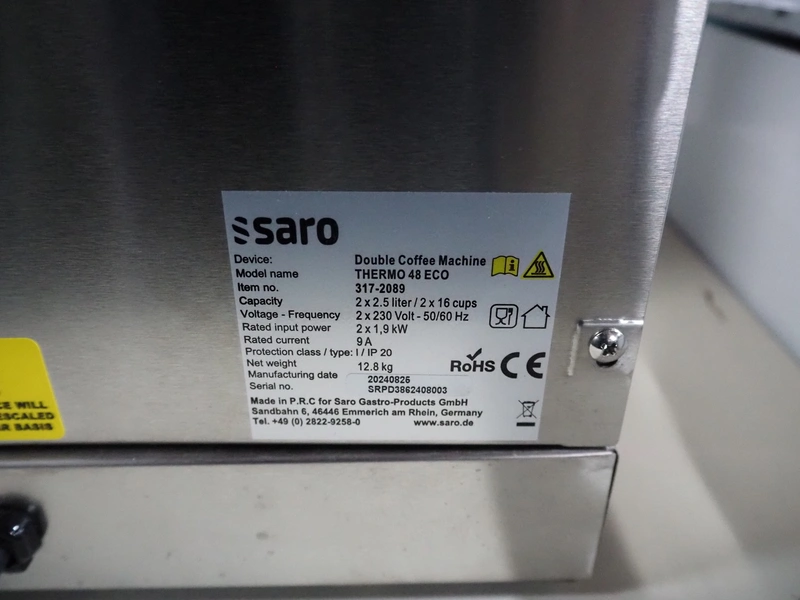 saro
Device: Double Coffee Machine
Model name THERMO 48 ECO
Item no. 317-2089
Capacity 2 x 2.5 liter / 2 x 16 cups
Voltage - Frequency 2 x 230 Volt - 50/60 Hz
Rated input power 2 x 1,9 kW
Rated current 9 A
Protection class / type: I / IP 20
Net weight 12.8 kg
Manufacturing date 20240826
Serial no. SRPD3862408003
RoHS CE
Made in P.R.C for Saro Gastro-Products GmbH
Sandbahn 6, 46446 Emmerich am Rhein, Germany
Tel. +49 (0) 2822-9258-0 www.saro.de
CE WILL
ESCALED
R BASIS